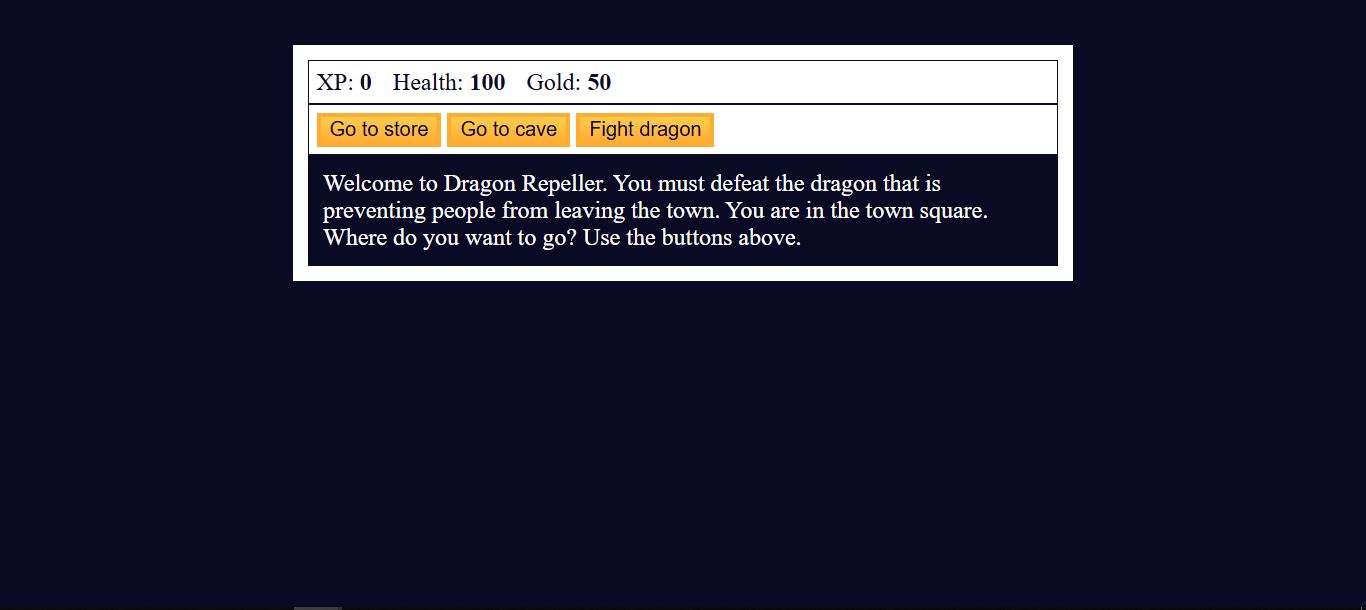 XP: 0 Health: 100 Gold: 50
Go to store Go to cave Fight dragon
Welcome to Dragon Repeller. You must defeat the dragon that is
preventing people from leaving the town. You are in the town square.
Where do you want to go? Use the buttons above.